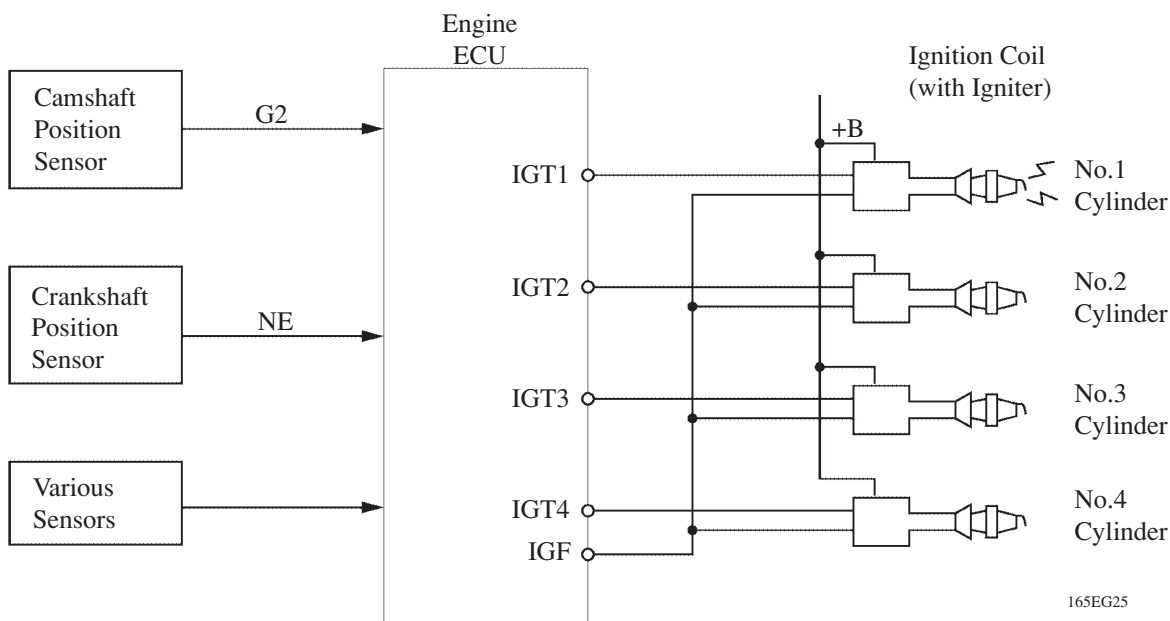 Engine
ECU
Ignition Coil
(with Igniter)
Camshaft
Position
Sensor
G2
+B
IGT1
No.1
Cylinder
Crankshaft
Position
Sensor
NE
IGT2
No.2
Cylinder
IGT3
No.3
Cylinder
Various
Sensors
IGT4
No.4
Cylinder
IGF
165EG25